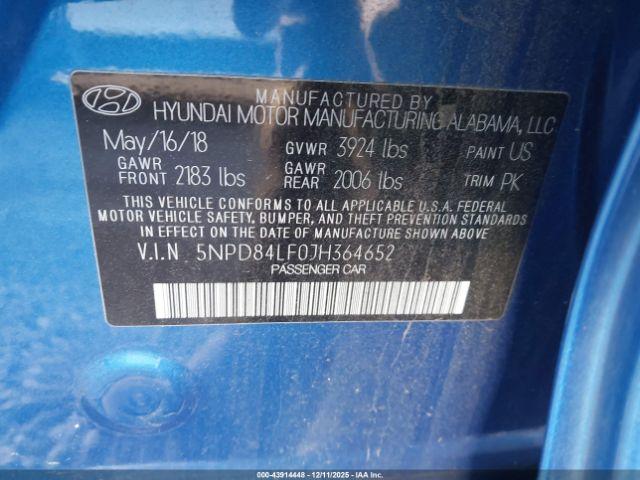 MANUFACTURED BY
HYUNDAI MOTOR MANUFACTURING ALABAMA, LLC
May/16/18 GVWR 3924 lbs PAINT US
GAWR FRONT 2183 lbs GAWR REAR 2006 lbs TRIM PK
THIS VEHICLE CONFORMS TO ALL APPLICABLE U.S.A. FEDERAL
MOTOR VEHICLE SAFETY, BUMPER, AND THEFT PREVENTION STANDARDS
IN EFFECT ON THE DATE OF MANUFACTURE SHOWN ABOVE.
V.I.N 5NPD84LF0JH364652
PASSENGER CAR
000-43914448 - 12/11/2025 - COPYRIGHT IAA, LLC